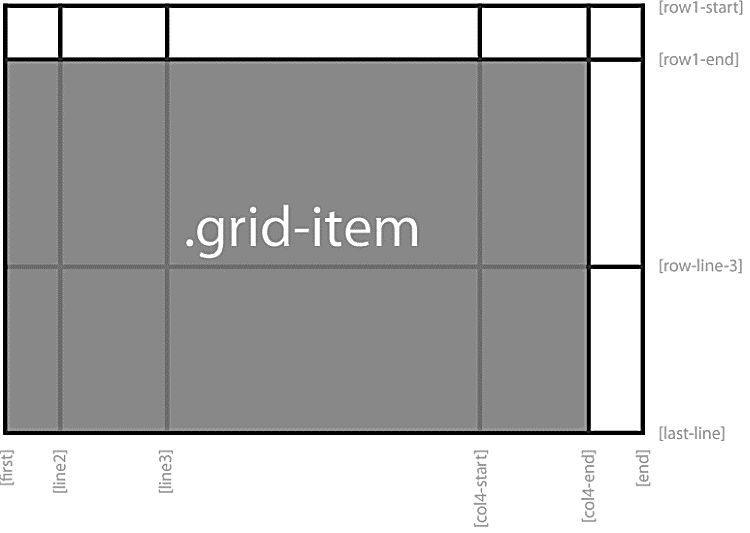 [row1-start]
[row1-end]
.grid-item
[row-line-3]
[last-line]
[first]
[line2]
[line3]
[col4-start]
[col4-end]
[end]